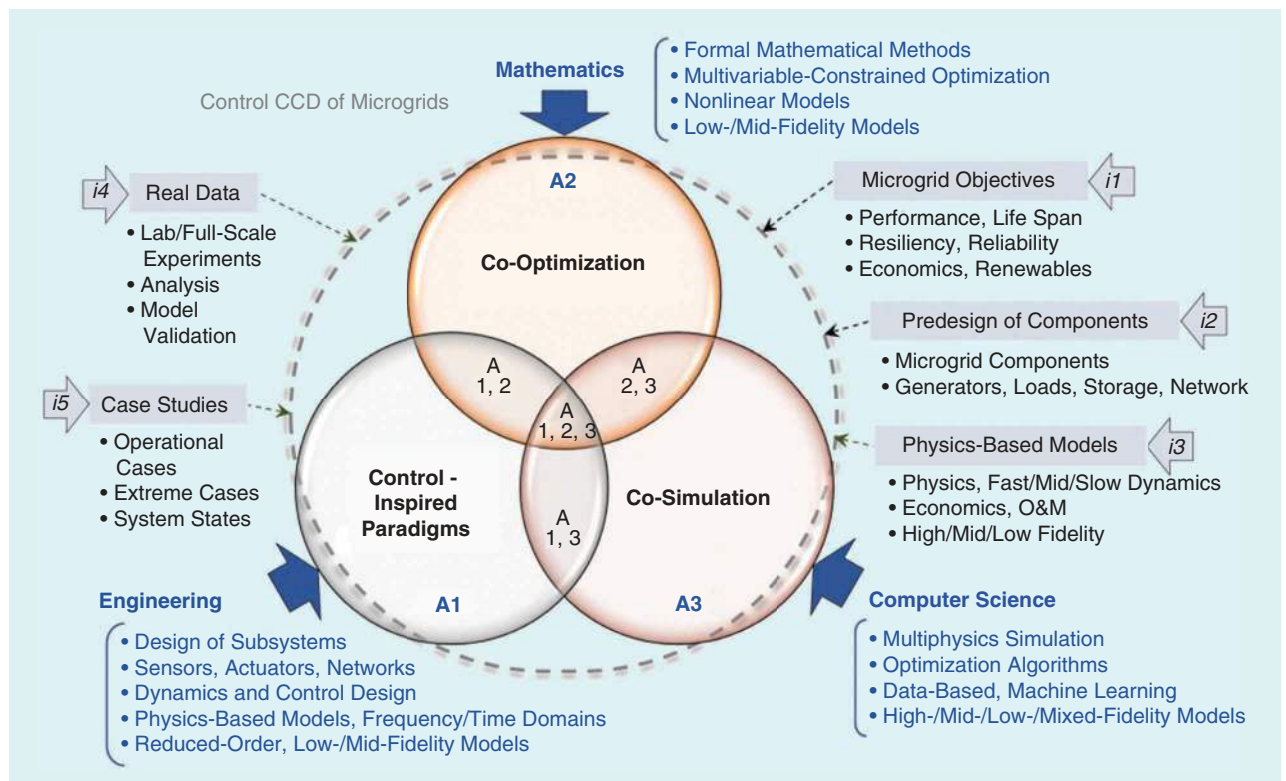 Mathematics
• Formal Mathematical Methods
• Multivariable-Constrained Optimization
• Nonlinear Models
• Low-/Mid-Fidelity Models
Control CCD of Microgrids
i4
Real Data
• Lab/Full-Scale
Experiments
• Analysis
• Model
Validation
i5
Case Studies
• Operational
Cases
• Extreme Cases
• System States
A2
Co-Optimization
A
1, 2
A
2, 3
A
1, 2, 3
Control -
Inspired
Paradigms
A
1, 3
Co-Simulation
A1
A3
Microgrid Objectives
i1
• Performance, Life Span
• Resiliency, Reliability
• Economics, Renewables
Predesign of Components
i2
• Microgrid Components
• Generators, Loads, Storage, Network
Physics-Based Models
i3
• Physics, Fast/Mid/Slow Dynamics
• Economics, O&M
• High/Mid/Low Fidelity
Engineering
• Design of Subsystems
• Sensors, Actuators, Networks
• Dynamics and Control Design
• Physics-Based Models, Frequency/Time Domains
• Reduced-Order, Low-/Mid-Fidelity Models
Computer Science
• Multiphysics Simulation
• Optimization Algorithms
• Data-Based, Machine Learning
• High-/Mid-/Low-/Mixed-Fidelity Models